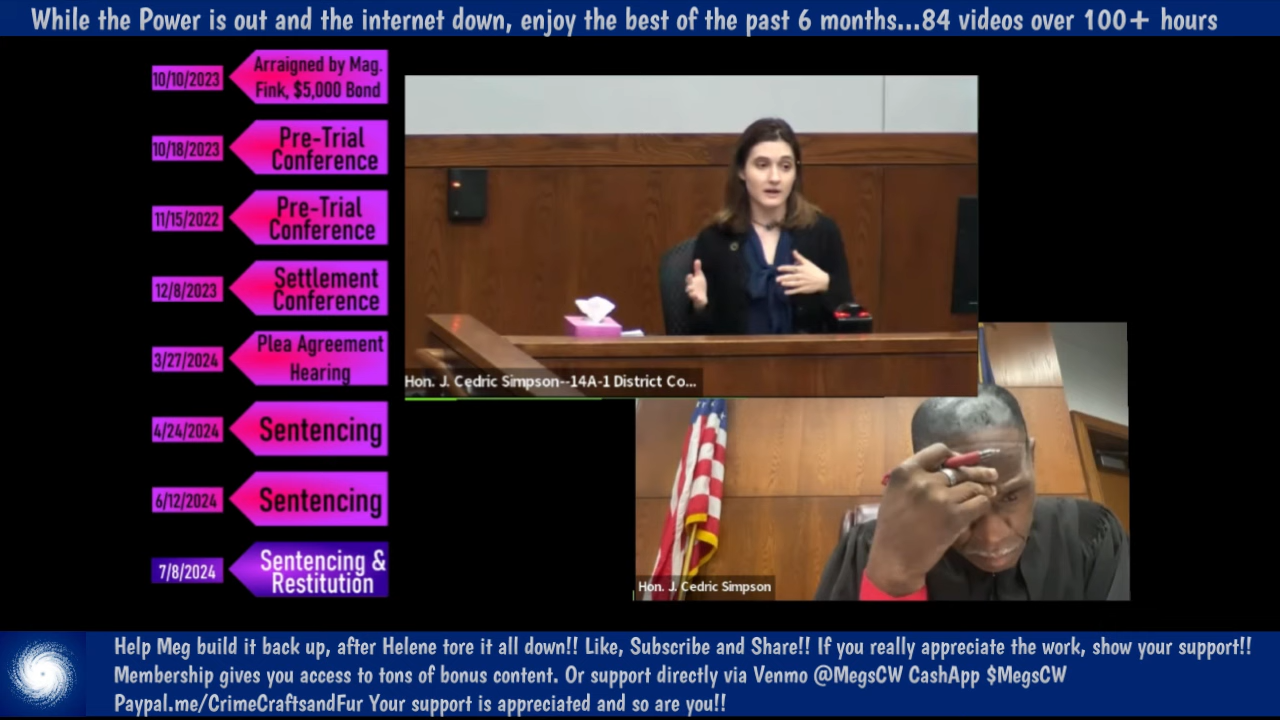 While the Power is out and the internet down, enjoy the best of the past 6 months...84 videos over 100+ hours
10/10/2023
Arraigned by Mag.
Fink, $5,000 Bond
10/18/2023
Pre-Trial
Conference
11/15/2022
Pre-Trial
Conference
12/8/2023
Settlement
Conference
3/27/2024
Plea Agreement
Hearing
4/24/2024
Sentencing
6/12/2024
Sentencing
7/8/2024
Sentencing &
Restitution
Hon. J. Cedric Simpson--14A-1 District Co...
Hon. J. Cedric Simpson
Help Meg build it back up, after Helene tore it all down!! Like, Subscribe and Share!! If you really appreciate the work, show your support!!
Membership gives you access to tons of bonus content. Or support directly via Venmo @MegsCW CashApp $MegsCW
Paypal.me/CrimeCraftsandFur Your support is appreciated and so are you!!